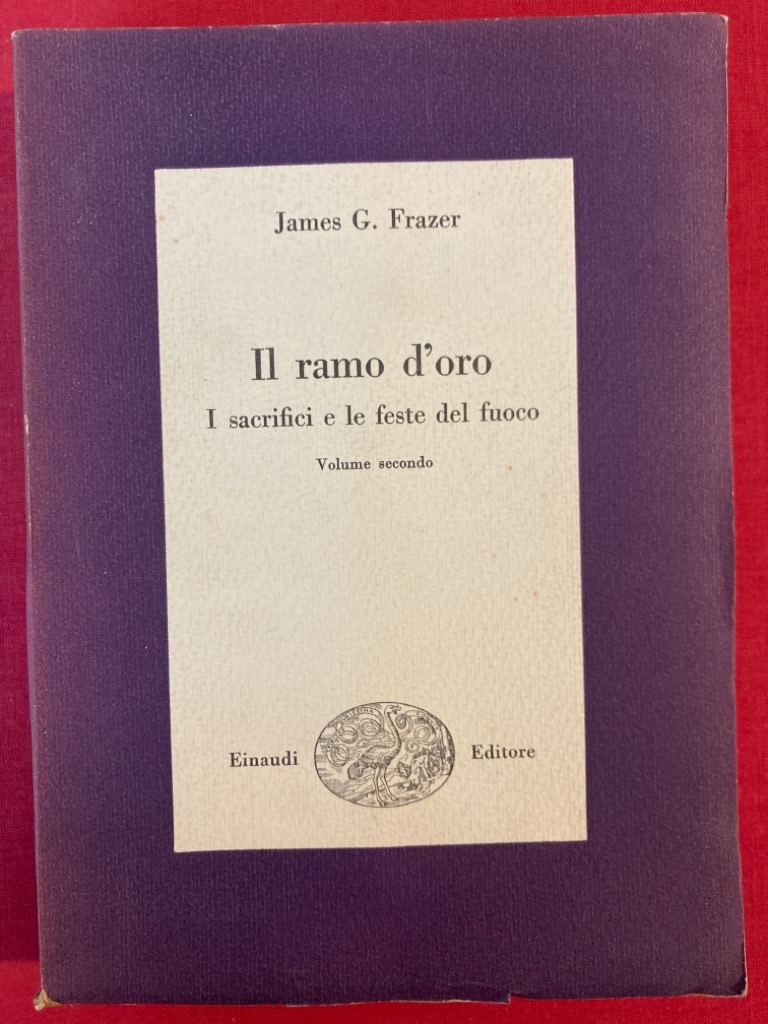 James G. Frazer
Il ramo d'oro
I sacrifici e le feste del fuoco
Volume secondo
Einaudi
Editore